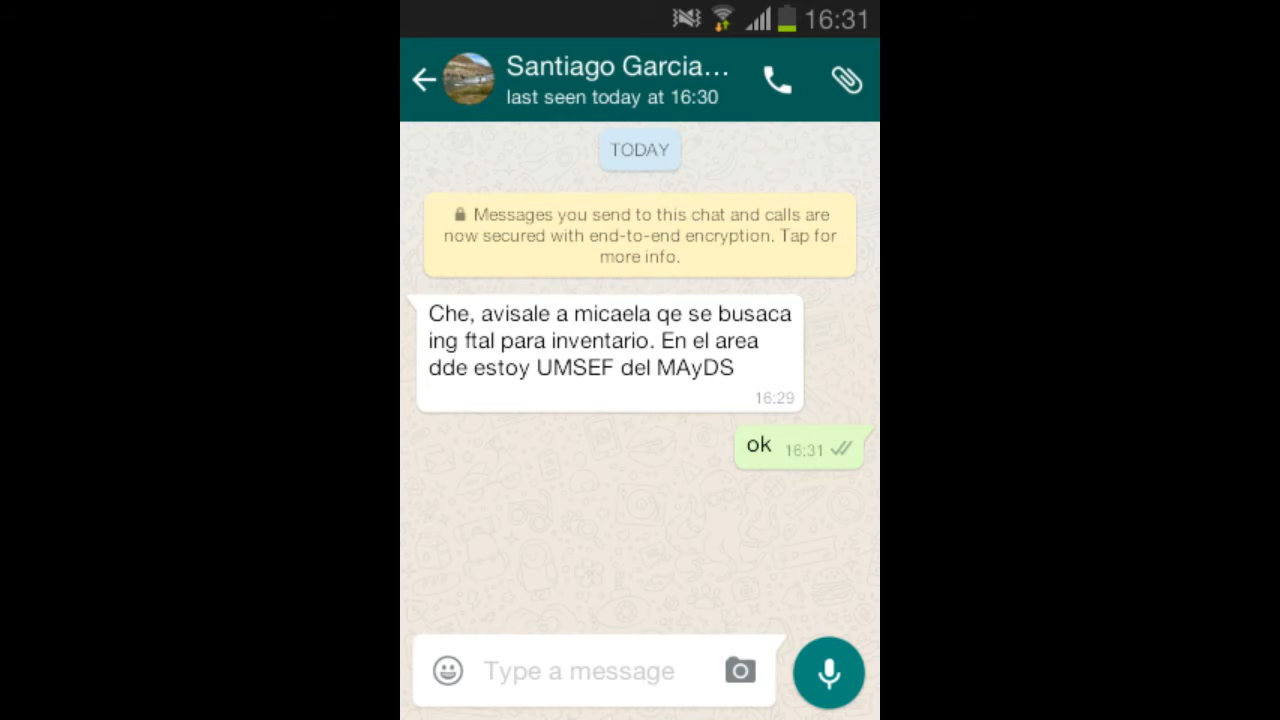 16:31
Santiago Garcia...
last seen today at 16:30
TODAY
Messages you send to this chat and calls are
now secured with end-to-end encryption. Tap for
more info.
Che, avisale a micaela qe se busaca
ing ftal para inventario. En el area
dde estoy UMSEF del MAyDS
16:29
ok 16:31
Type a message